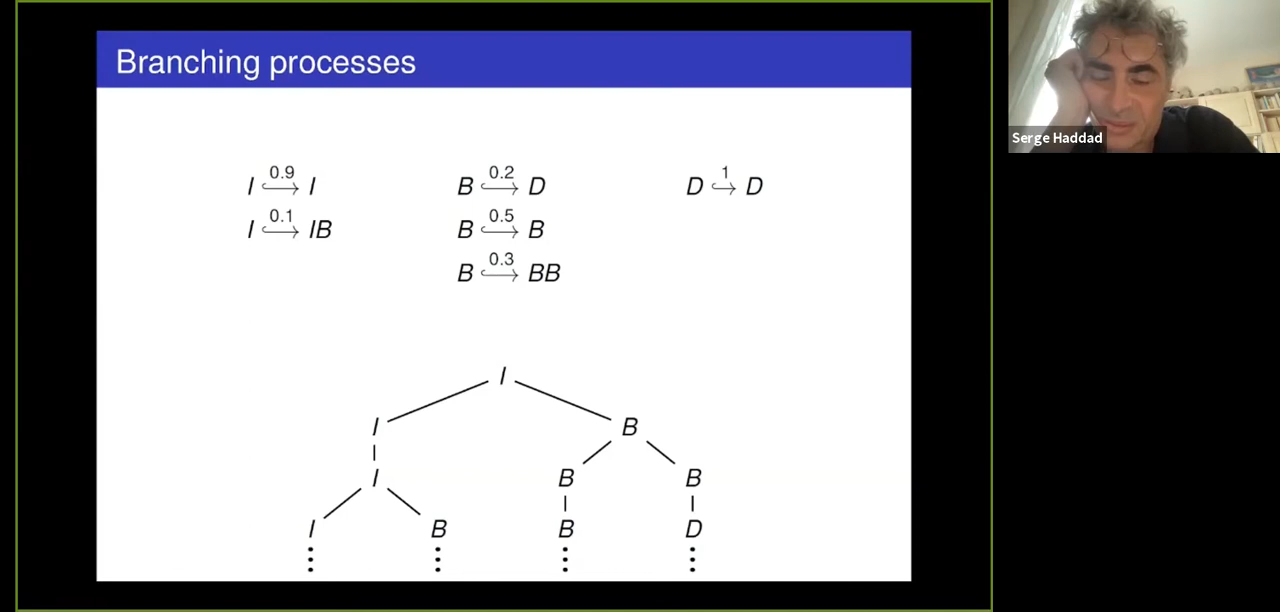 Branching processes
Serge Haddad
0.9 0.2 1
I ↪ I B ↪ D D ↪ D
0.1 0.5
I ↪ IB B ↪ B
0.3
B ↪ BB
I
I B
I B B
I B B D
⋮ ⋮ ⋮ ⋮